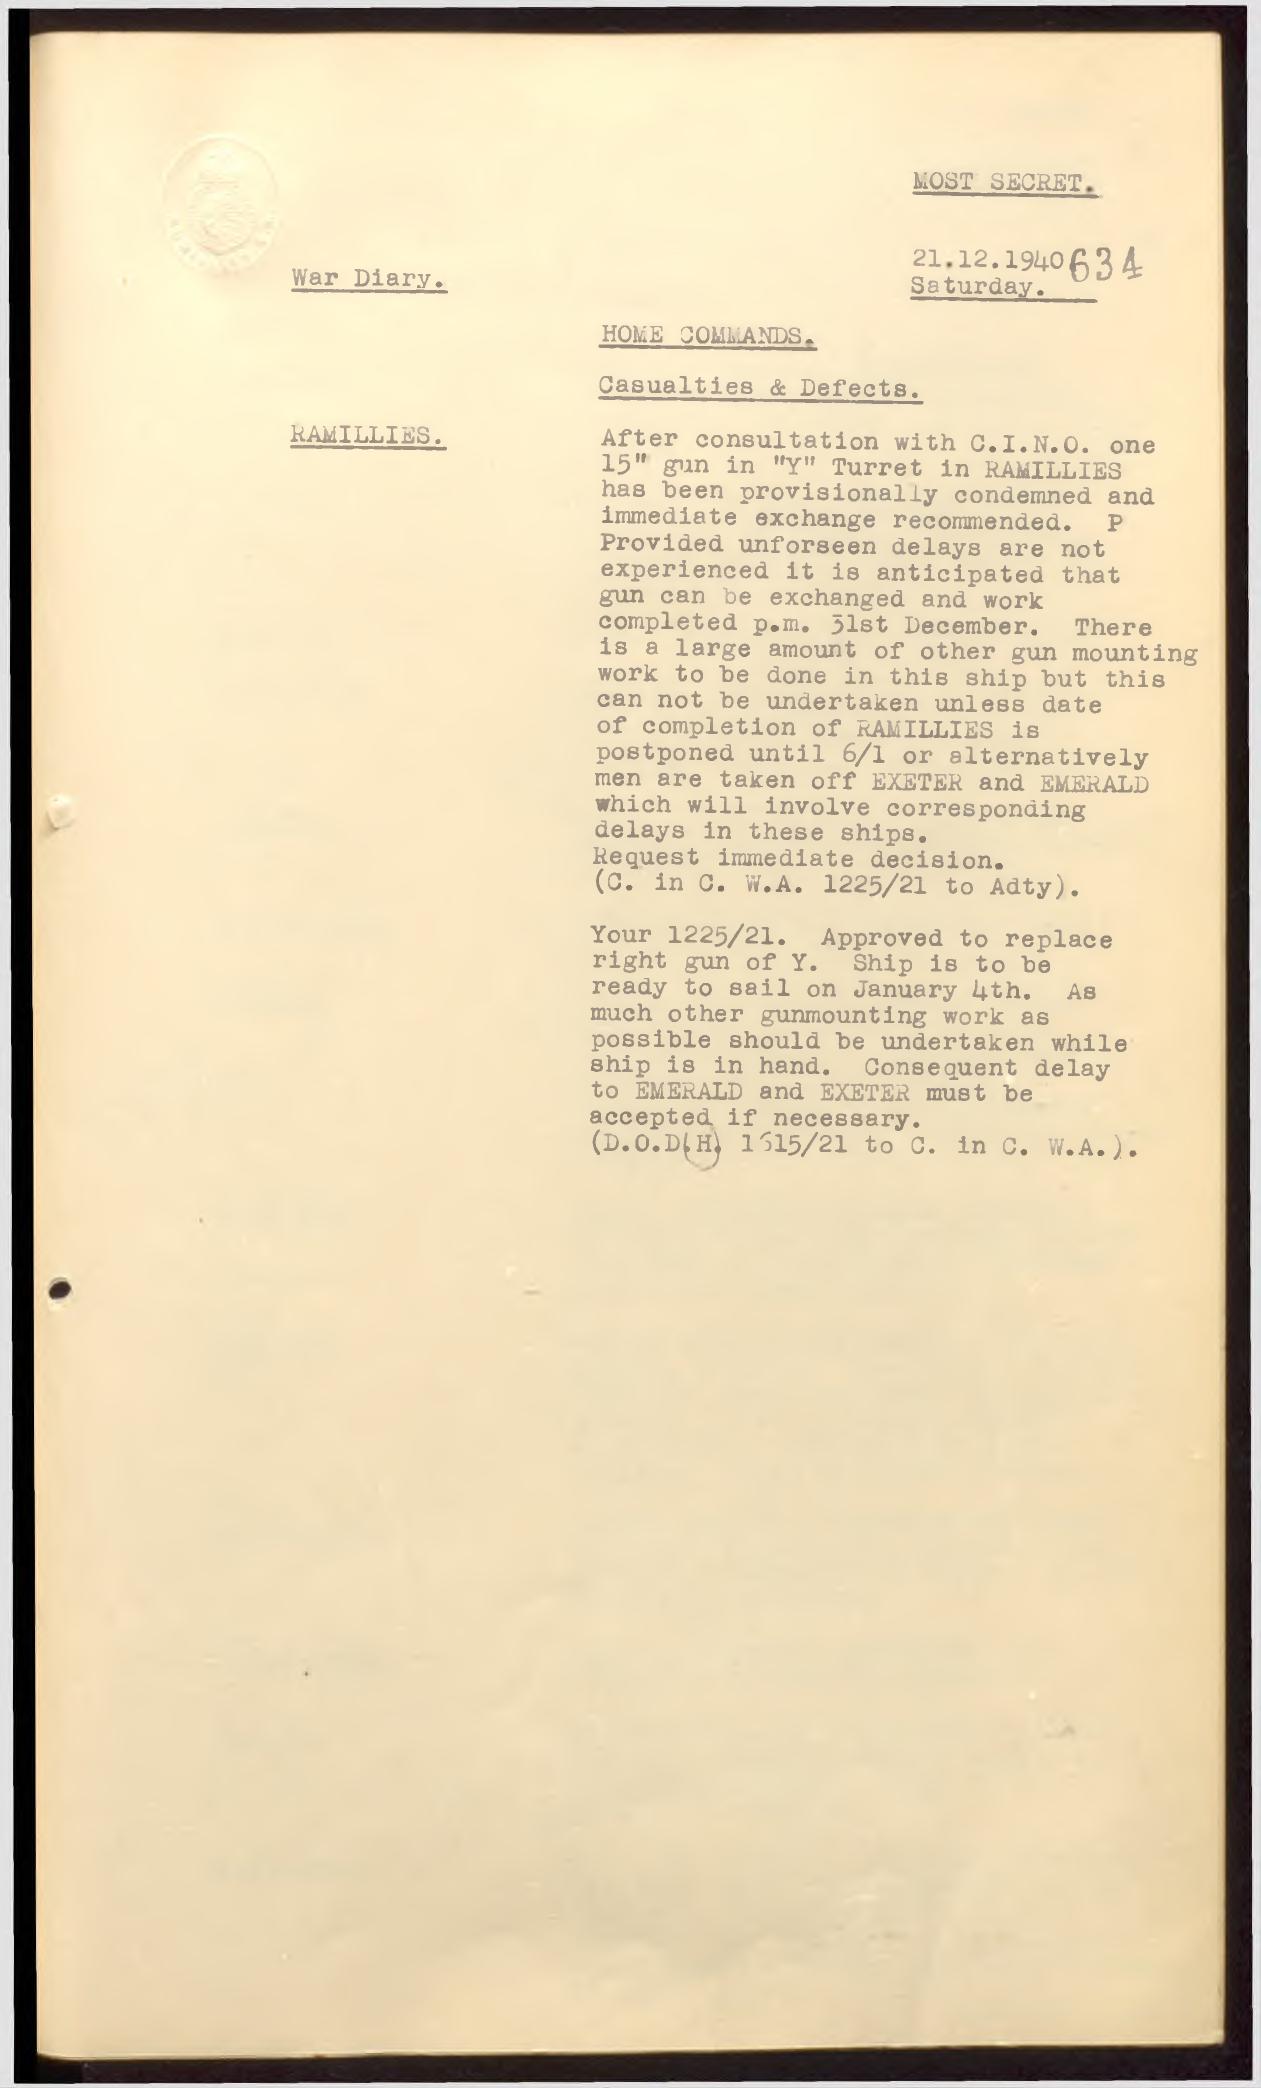 MOST SECRET.
21.12.1940 634
War Diary.
Saturday.
HOME COMMANDS.
Casualties & Defects.
RAMILLIES.
After consultation with C.I.N.O. one
15" gun in "Y" Turret in RAMILLIES
has been provisionally condemned and
immediate exchange recommended. P
Provided unforseen delays are not
experienced it is anticipated that
gun can be exchanged and work
completed p.m. 31st December. There
is a large amount of other gun mounting
work to be done in this ship but this
can not be undertaken unless date
of completion of RAMILLIES is
postponed until 6/1 or alternatively
men are taken off EXETER and EMERALD
which will involve corresponding
delays in these ships.
Request immediate decision.
(C. in C. W.A. 1225/21 to Adty).
Your 1225/21. Approved to replace
right gun of Y. Ship is to be
ready to sail on January 4th. As
much other gunmounting work as
possible should be undertaken while
ship is in hand. Consequent delay
to EMERALD and EXETER must be
accepted if necessary.
(D.O.D(H) 1615/21 to C. in C. W.A.).